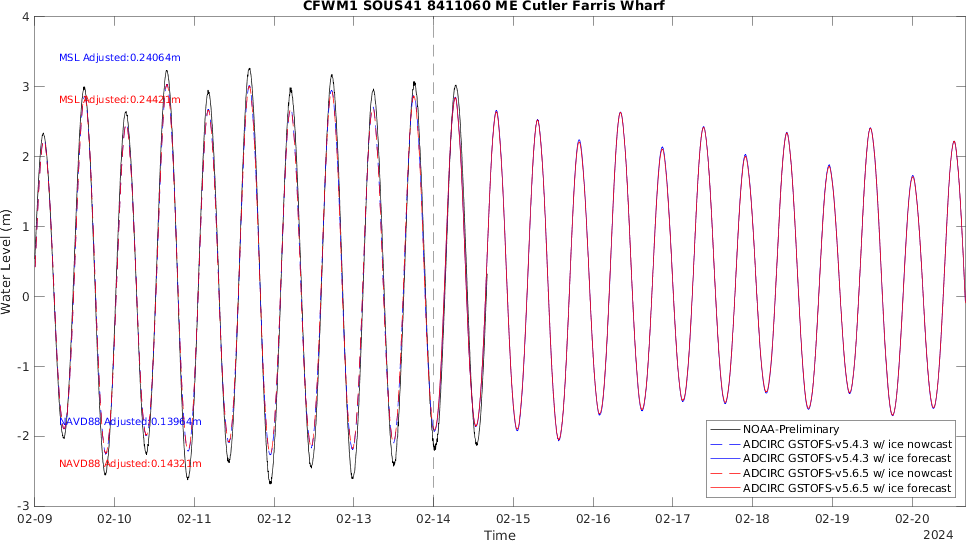 CFWM1 SOUS41 8411060 ME Cutler Farris Wharf
4
3
2
1
0
-1
-2
-3
Water Level (m)
MSL Adjusted:0.24064m
MSL Adjusted:0.24421m
NAVD88 Adjusted:0.13964m
NAVD88 Adjusted:0.14321m
NOAA-Preliminary
ADCIRC GSTOFS-v5.4.3 w/ ice nowcast
ADCIRC GSTOFS-v5.4.3 w/ ice forecast
ADCIRC GSTOFS-v5.6.5 w/ ice nowcast
ADCIRC GSTOFS-v5.6.5 w/ ice forecast
02-09 02-10 02-11 02-12 02-13 02-14 02-15 02-16 02-17 02-18 02-19 02-20
Time
2024